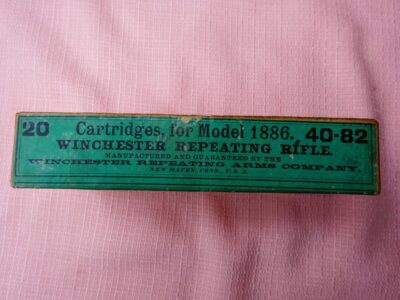 20 Cartridges, for Model 1886. 40-82
WINCHESTER REPEATING RIFLE.
MANUFACTURED AND GUARANTEED BY THE
WINCHESTER REPEATING ARMS COMPANY,
NEW HAVEN, CONN., U.S.A.